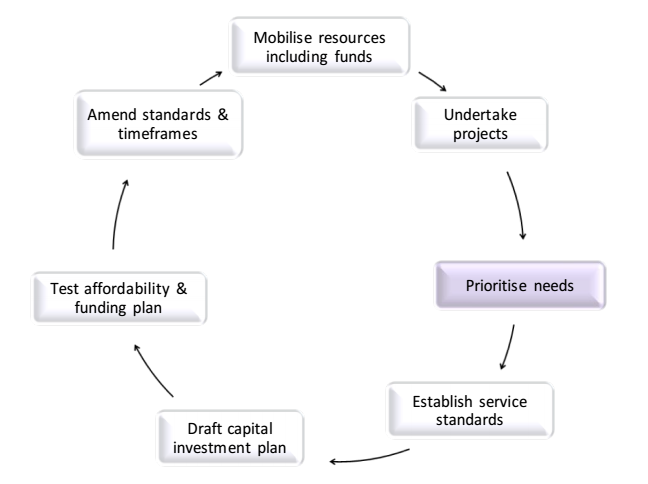 Mobilise resources
including funds
Undertake
projects
Prioritise needs
Establish service
standards
Draft capital
investment plan
Test affordability &
funding plan
Amend standards &
timeframes